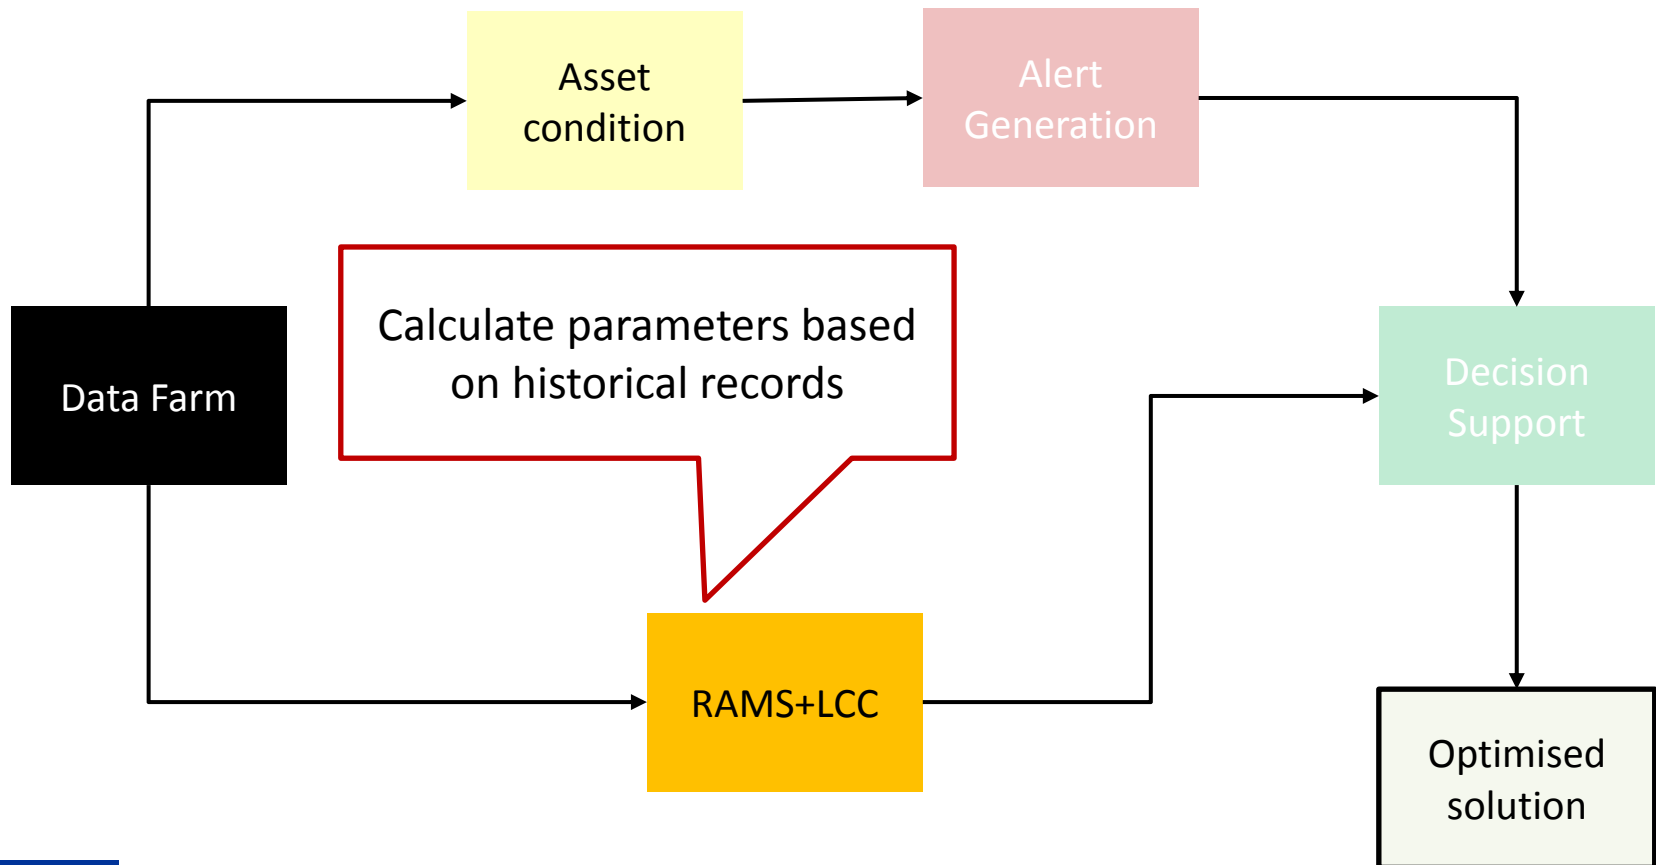 Asset
condition
Alert
Generation
Calculate parameters based
on historical records
Data Farm
Decision
Support
RAMS+LCC
Optimised
solution